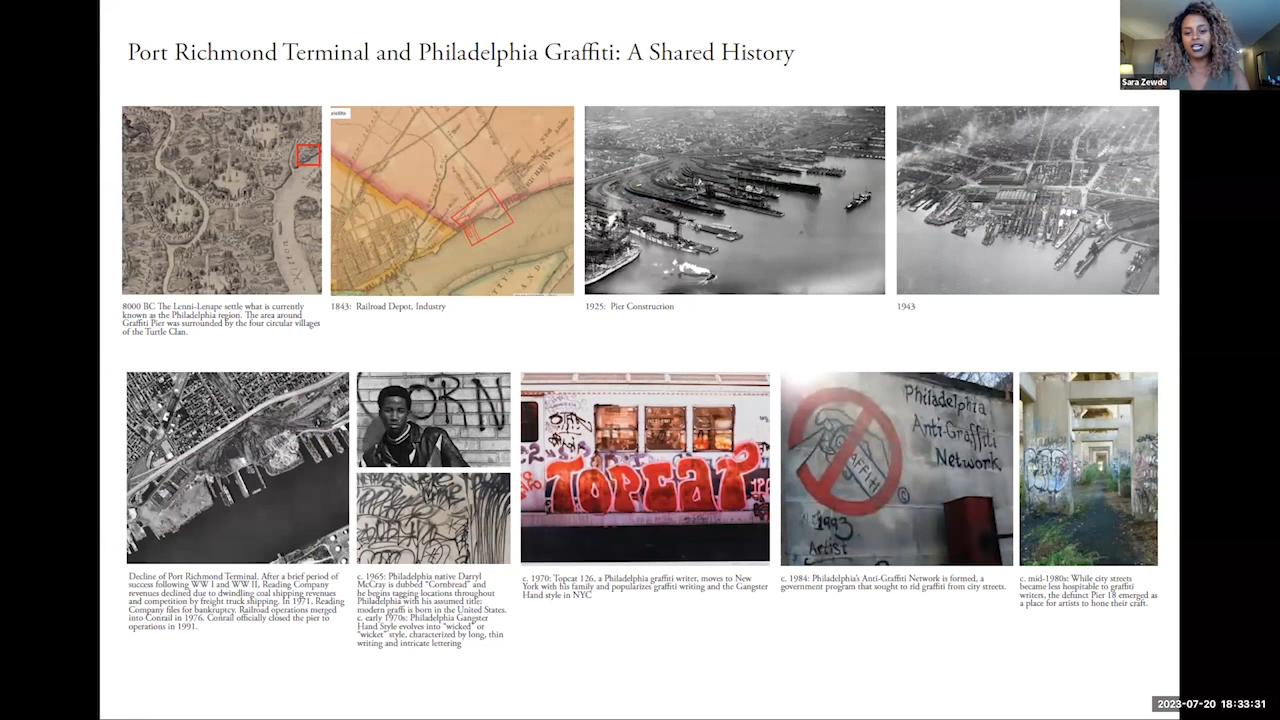 Port Richmond Terminal and Philadelphia Graffiti: A Shared History
Sara Zewde
8000 BC The Lenni-Lenape settle what is currently
known as the Philadelphia region. The area around
Graffiti Pier was surrounded by the four circular villages
of the Turtle Clan.
1843: Railroad Depot, Industry
1925: Pier Construction
1943
CORN
TOPCAT
Philadelphia
Anti-Graffiti
Network
1993
Artist
Decline of Port Richmond Terminal. After a brief period of
success following WW I and WW II, Reading Company
revenues declined due to dwindling coal shipping revenues
and competition by freight truck shipping. In 1971, Reading
Company files for bankruptcy. Railroad operations merged
into Conrail in 1976. Conrail officially closed the pier to
operations in 1991.
c. 1965: Philadelphia native Darryl
McCray is dubbed "Cornbread" and
he begins tagging locations throughout
Philadelphia with his assumed title;
modern graffi is born in the United States.
c. early 1970s: Philadelphia Gangster
Hand Style evolves into "wicked" or
"wicket" style, characterized by long, thin
writing and intricate lettering
c. 1970: Topcat 126, a Philadelphia graffiti writer, moves to New
York with his family and popularizes graffiti writing and the Gangster
Hand style in NYC
c. 1984: Philadelphia's Anti-Graffiti Network is formed, a
government program that sought to rid graffiti from city streets.
c. mid-1980s: While city streets
became less hospitable to graffiti
writers, the defunct Pier 18 emerged as
a place for artists to hone their craft.
2023-07-20 18:33:31